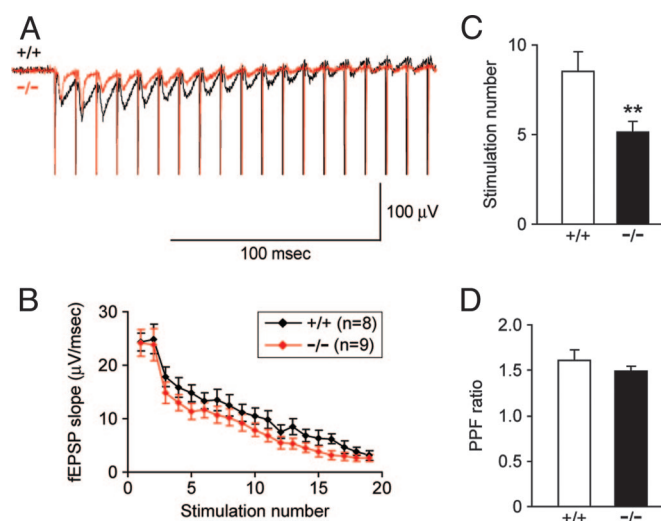 A
+/+
−/−
100 μV
100 msec
B
fEPSP slope (μV/msec)
30
20
10
0
0
5
10
15
20
Stimulation number
+/+ (n=8)
−/− (n=9)
C
Stimulation number
10
5
0
**
+/+
−/−
D
PPF ratio
2.0
1.5
1.0
0.5
0.0
+/+
−/−